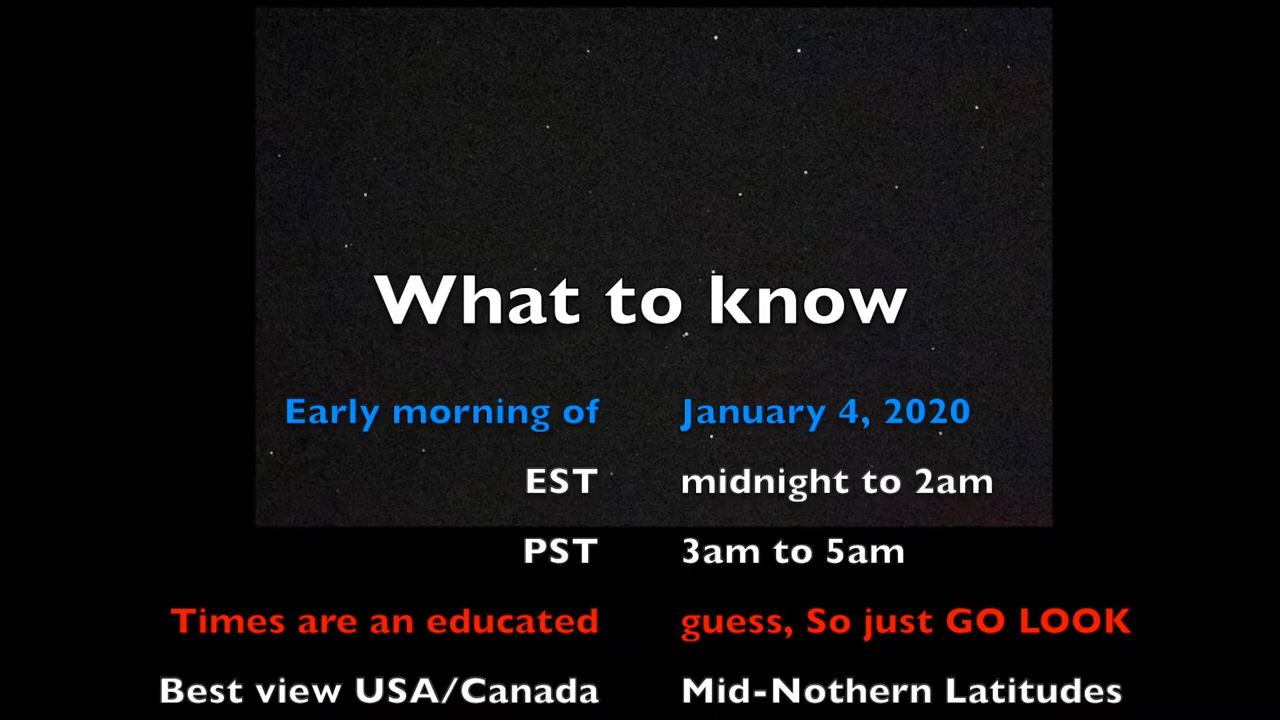 What to know
Early morning of January 4, 2020
EST midnight to 2am
PST 3am to 5am
Times are an educated guess, So just GO LOOK
Best view USA/Canada Mid-Nothern Latitudes